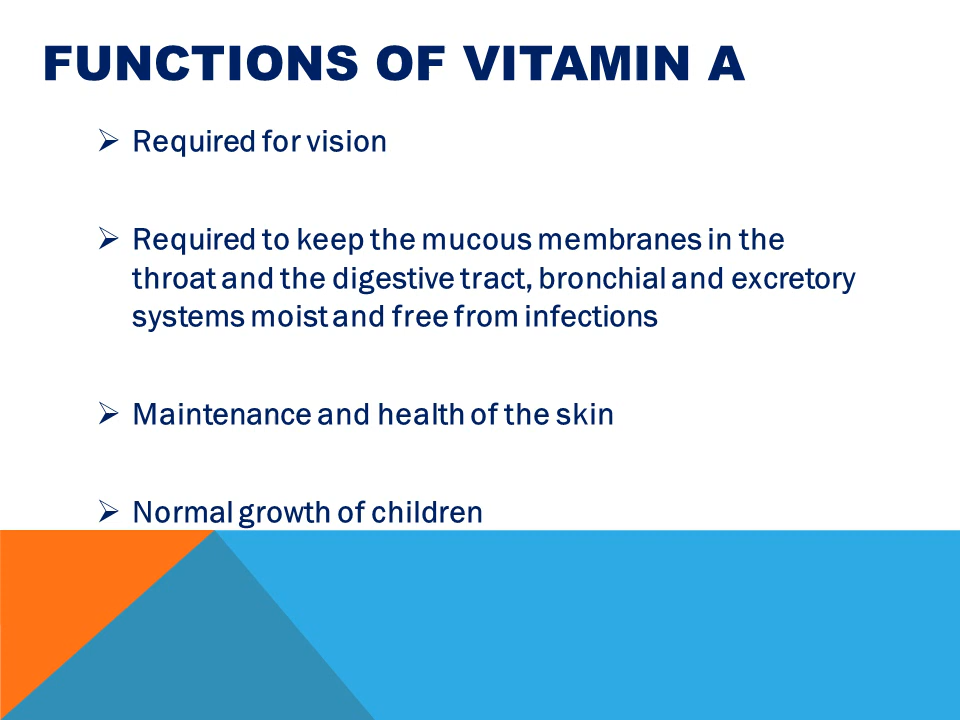 FUNCTIONS OF VITAMIN A
➢ Required for vision
➢ Required to keep the mucous membranes in the
throat and the digestive tract, bronchial and excretory
systems moist and free from infections
➢ Maintenance and health of the skin
➢ Normal growth of children